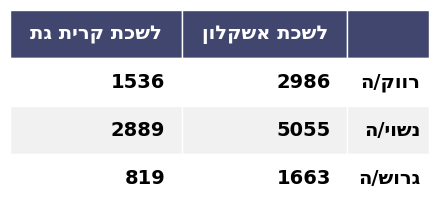 לשכת אשקלון לשכת קרית גת
רווק/ה 2986 1536
נשוי/ה 5055 2889
גרוש/ה 1663 819